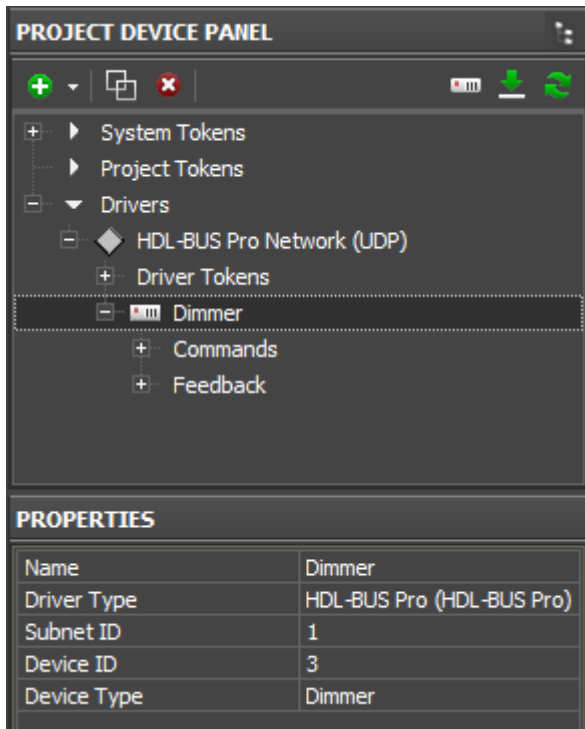 PROJECT DEVICE PANEL
System Tokens
Project Tokens
Drivers
HDL-BUS Pro Network (UDP)
Driver Tokens
Dimmer
Commands
Feedback
PROPERTIES
Name Dimmer
Driver Type HDL-BUS Pro (HDL-BUS Pro)
Subnet ID 1
Device ID 3
Device Type Dimmer